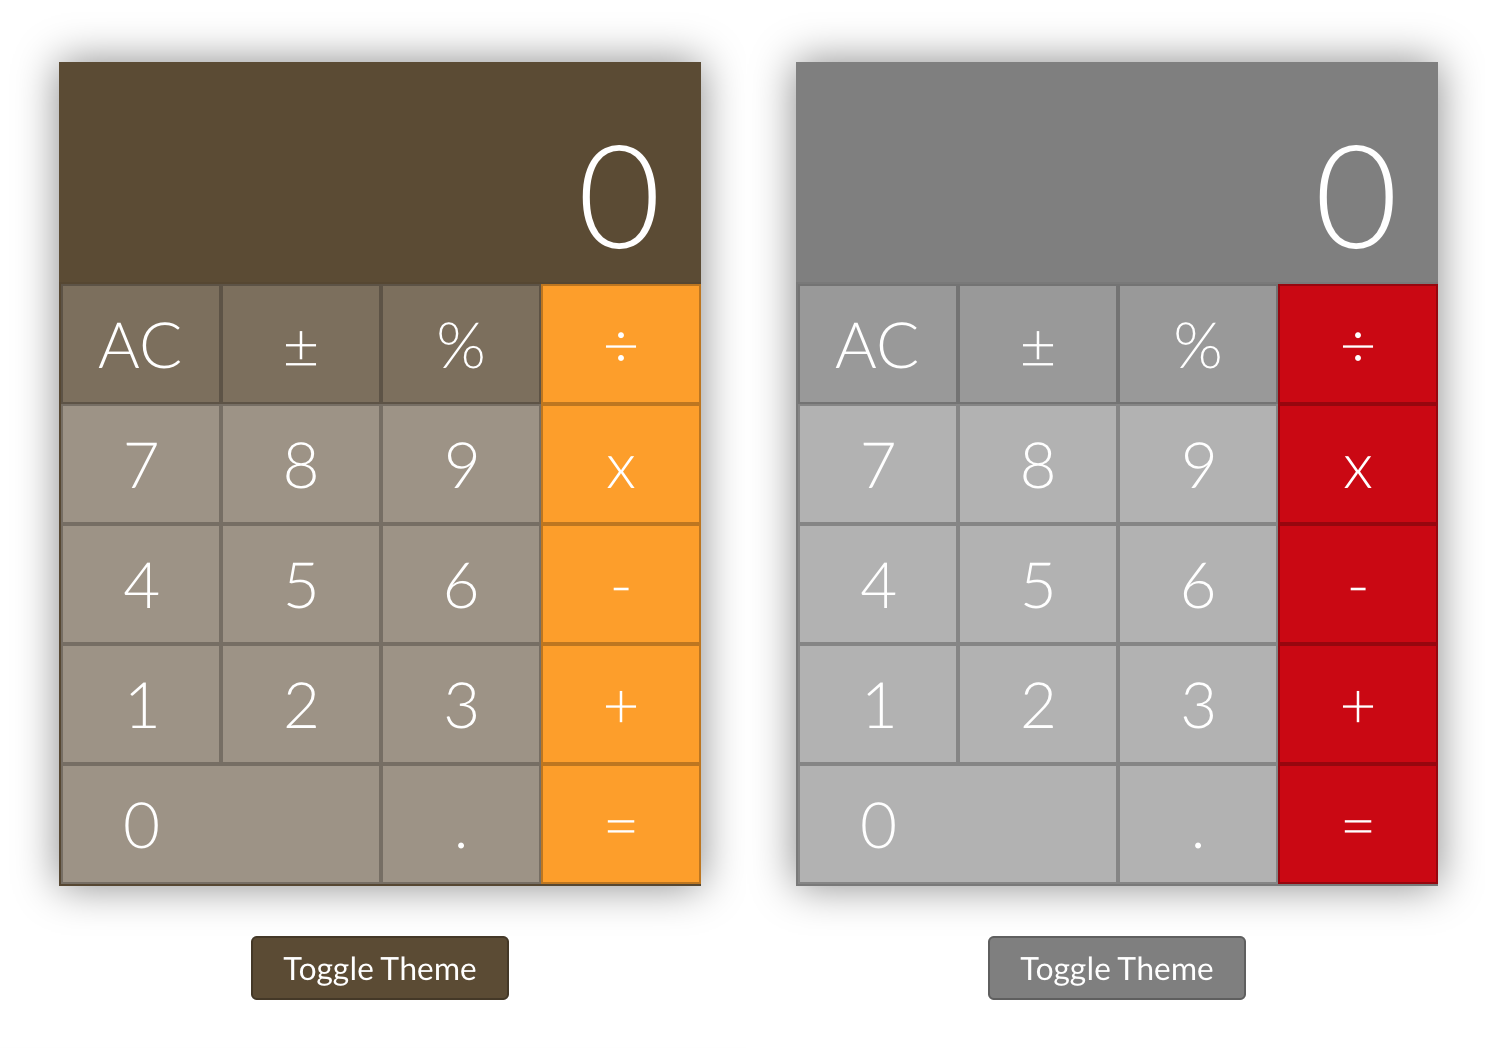 0
AC ± % ÷
7 8 9 x
4 5 6 -
1 2 3 +
0 . =
Toggle Theme
0
AC ± % ÷
7 8 9 x
4 5 6 -
1 2 3 +
0 . =
Toggle Theme